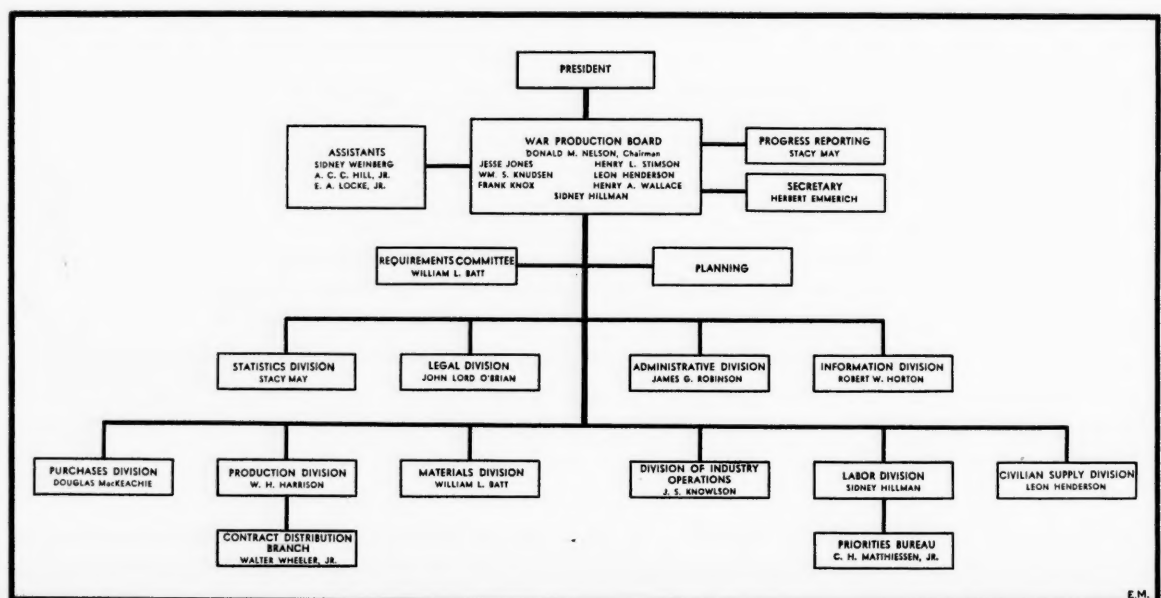 PRESIDENT
ASSISTANTS
SIDNEY WEINBERG
A. C. C. HILL, JR.
E. A. LOCKE, JR.
WAR PRODUCTION BOARD
DONALD M. NELSON, Chairman
JESSE JONES HENRY L. STIMSON
WM. S. KNUDSEN LEON HENDERSON
FRANK KNOX HENRY A. WALLACE
SIDNEY HILLMAN
PROGRESS REPORTING
STACY MAY
SECRETARY
HERBERT EMMERICH
REQUIREMENTS COMMITTEE
WILLIAM L. BATT
PLANNING
STATISTICS DIVISION
STACY MAY
LEGAL DIVISION
JOHN LORD O'BRIAN
ADMINISTRATIVE DIVISION
JAMES G. ROBINSON
INFORMATION DIVISION
ROBERT W. HORTON
PURCHASES DIVISION
DOUGLAS MacKEACHIE
PRODUCTION DIVISION
W. H. HARRISON
MATERIALS DIVISION
WILLIAM L. BATT
DIVISION OF INDUSTRY
OPERATIONS
J. S. KNOWLSON
LABOR DIVISION
SIDNEY HILLMAN
CIVILIAN SUPPLY DIVISION
LEON HENDERSON
CONTRACT DISTRIBUTION
BRANCH
WALTER WHEELER, JR.
PRIORITIES BUREAU
C. H. MATTHIESSEN, JR.
E.M.